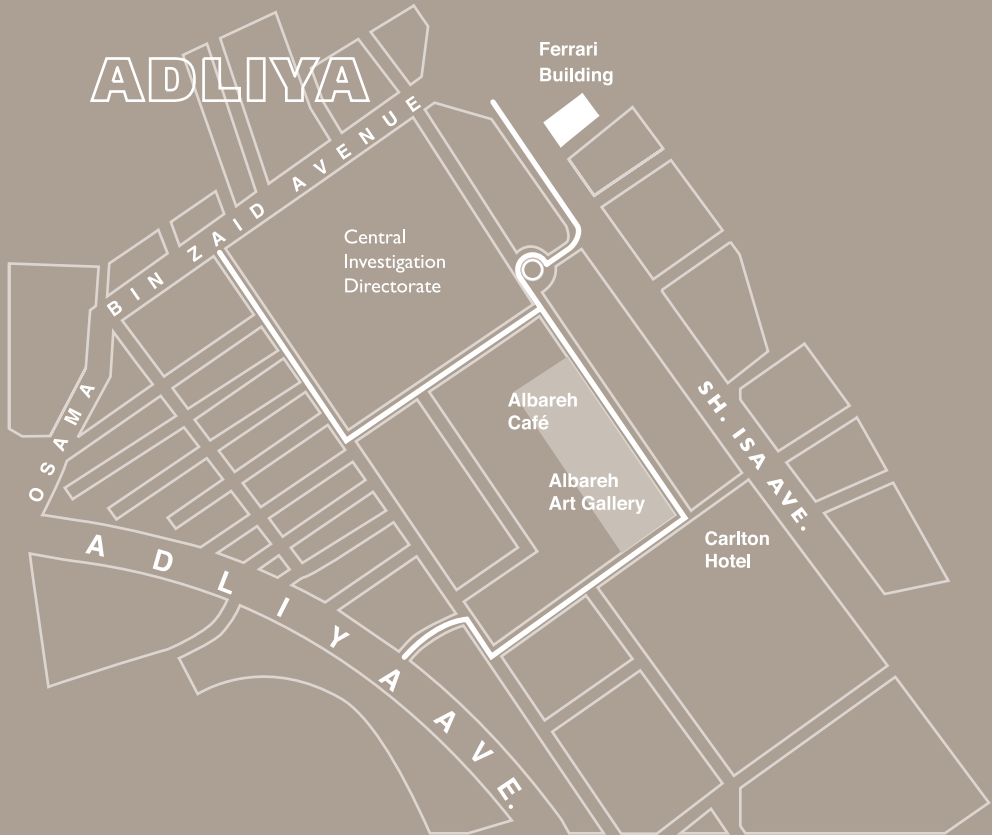 ADLIYA
Ferrari
Building
OSAMA BIN ZAID AVENUE
Central
Investigation
Directorate
Albareh
Café
Albareh
Art Gallery
SH. ISA AVE.
Carlton
Hotel
ADLIYA AVE.